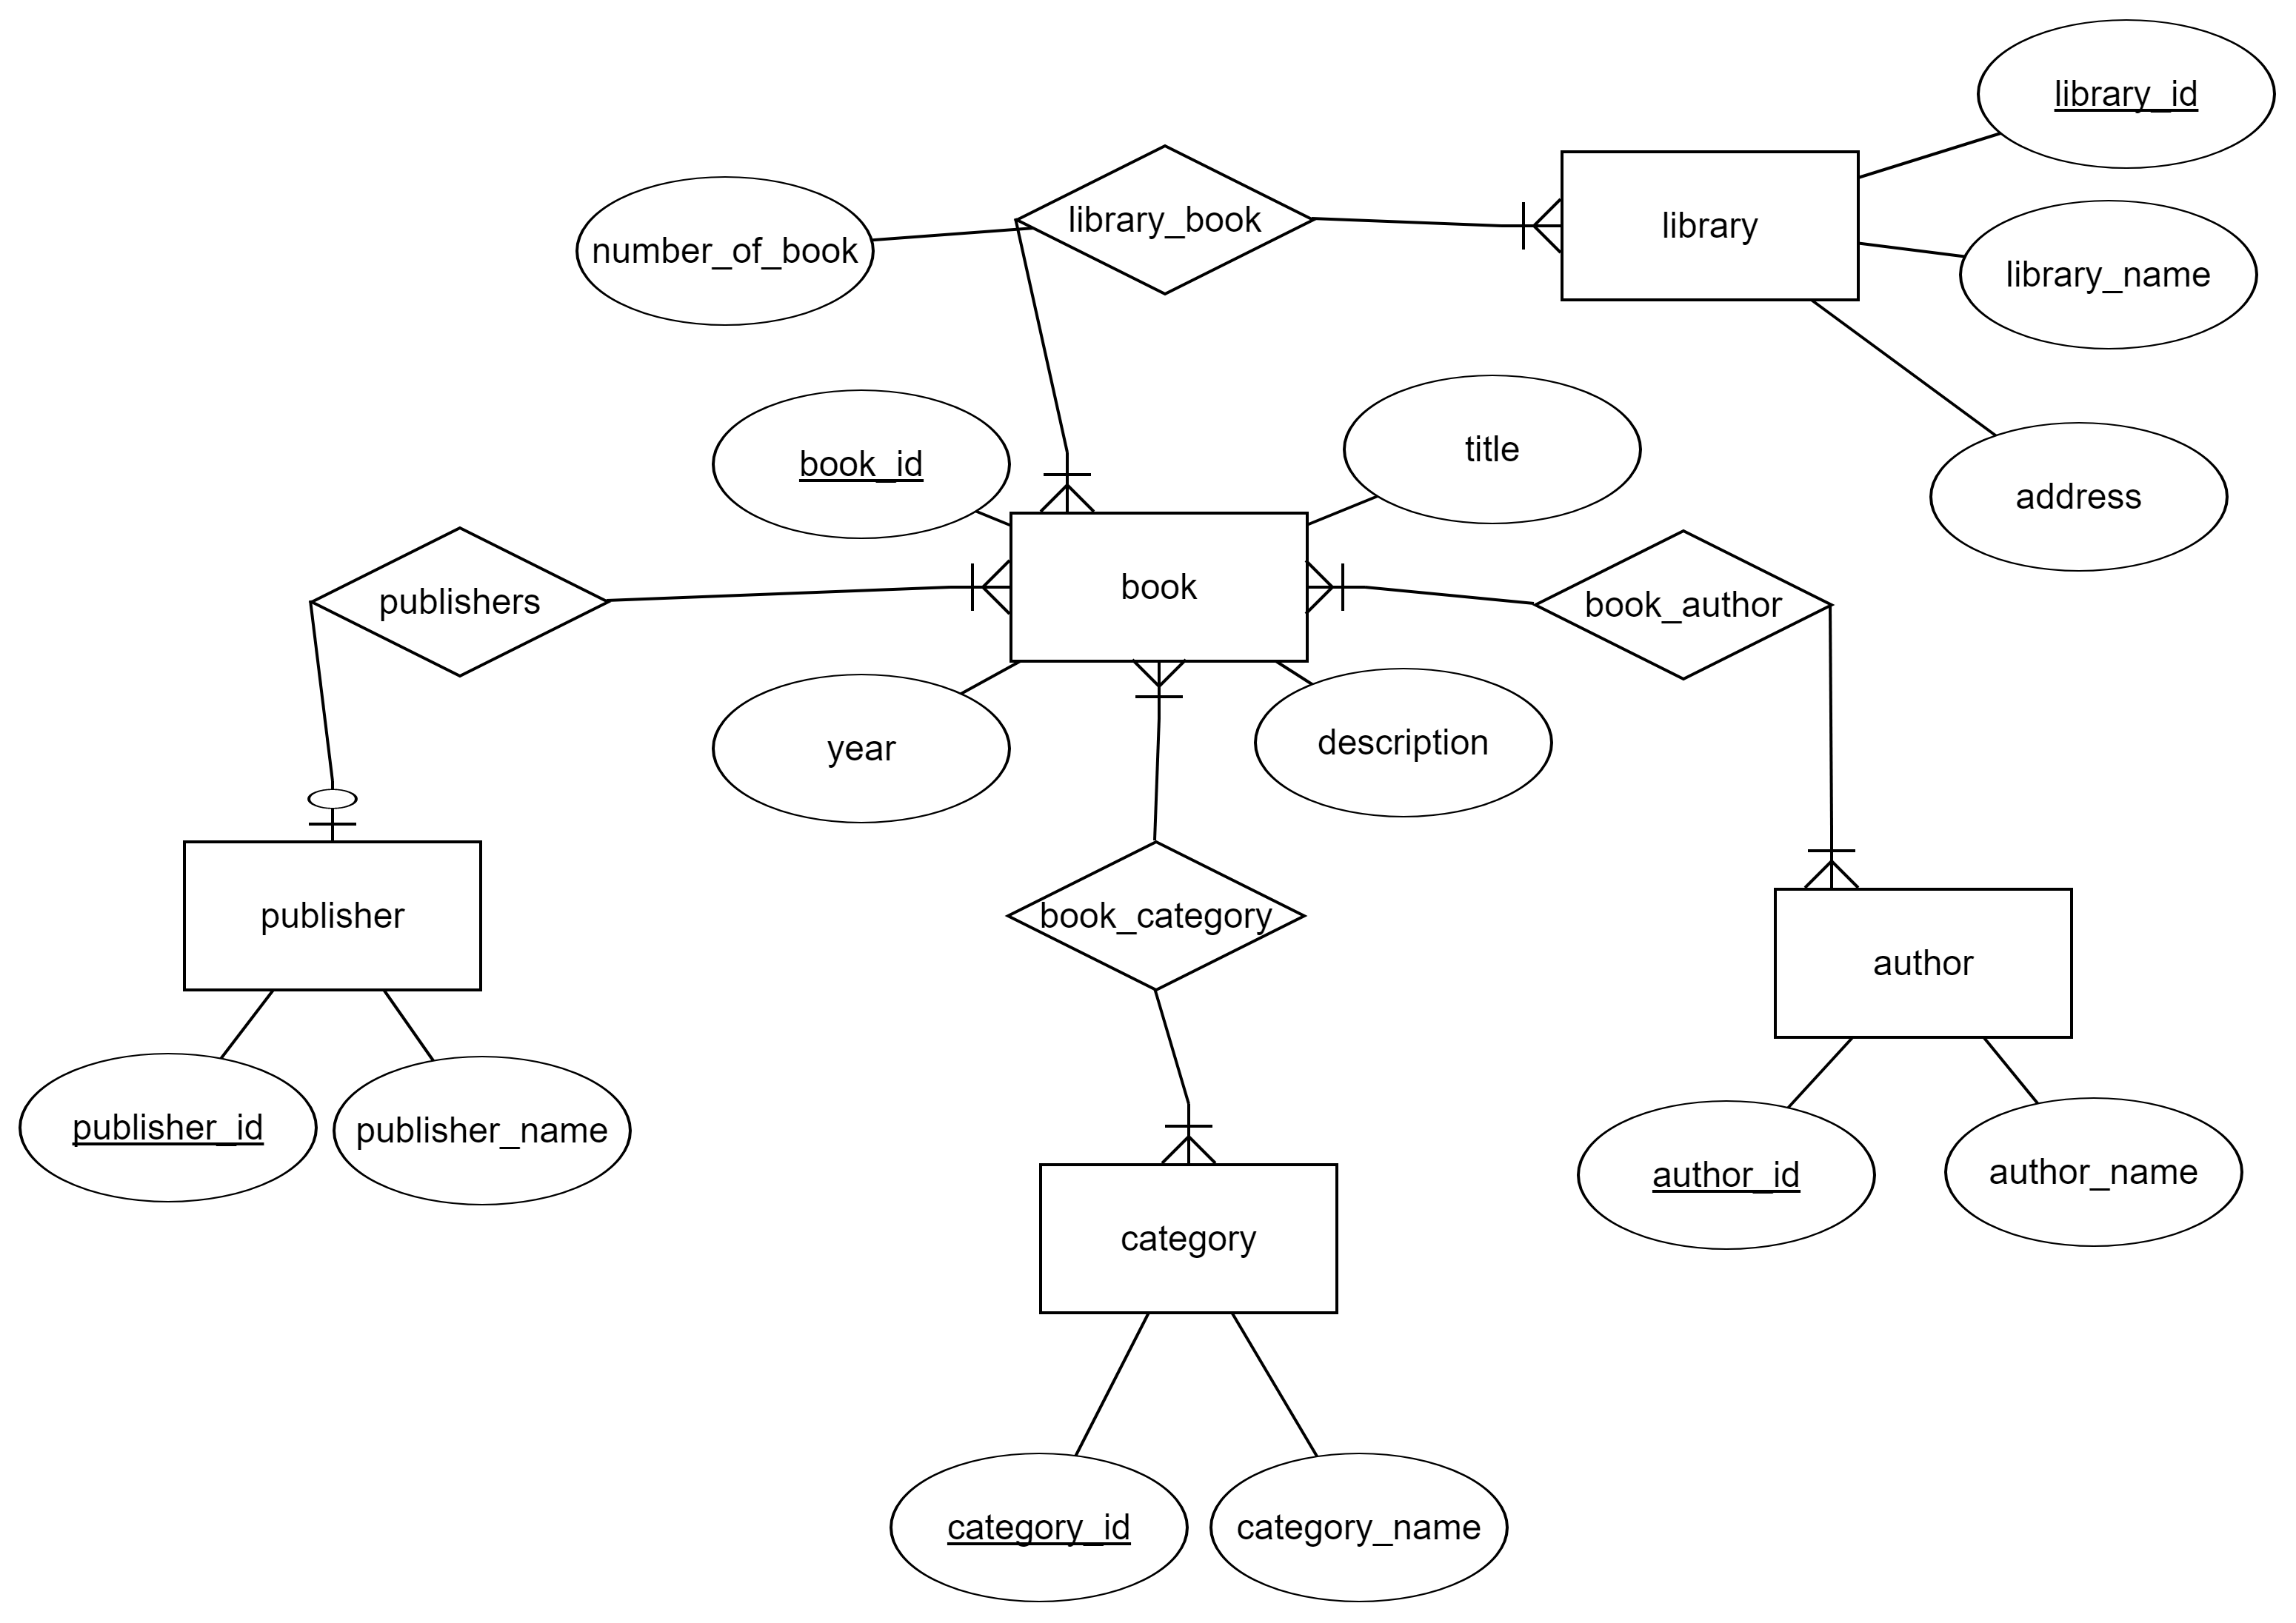 library_id
library_book
library
number_of_book
library_name
book_id
title
address
book
publishers
book_author
year
description
publisher
book_category
author
publisher_id
publisher_name
author_id
author_name
category
category_id
category_name